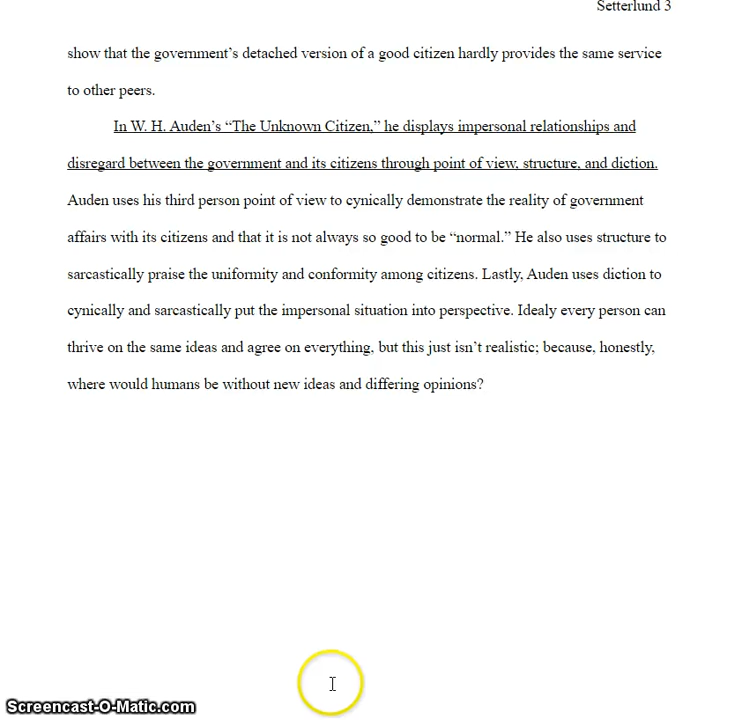 Setterlund 3
show that the government’s detached version of a good citizen hardly provides the same service
to other peers.
In W. H. Auden’s “The Unknown Citizen,” he displays impersonal relationships and
disregard between the government and its citizens through point of view, structure, and diction.
Auden uses his third person point of view to cynically demonstrate the reality of government
affairs with its citizens and that it is not always so good to be “normal.” He also uses structure to
sarcastically praise the uniformity and conformity among citizens. Lastly, Auden uses diction to
cynically and sarcastically put the impersonal situation into perspective. Idealy every person can
thrive on the same ideas and agree on everything, but this just isn’t realistic; because, honestly,
where would humans be without new ideas and differing opinions?
Screencast-O-Matic.com